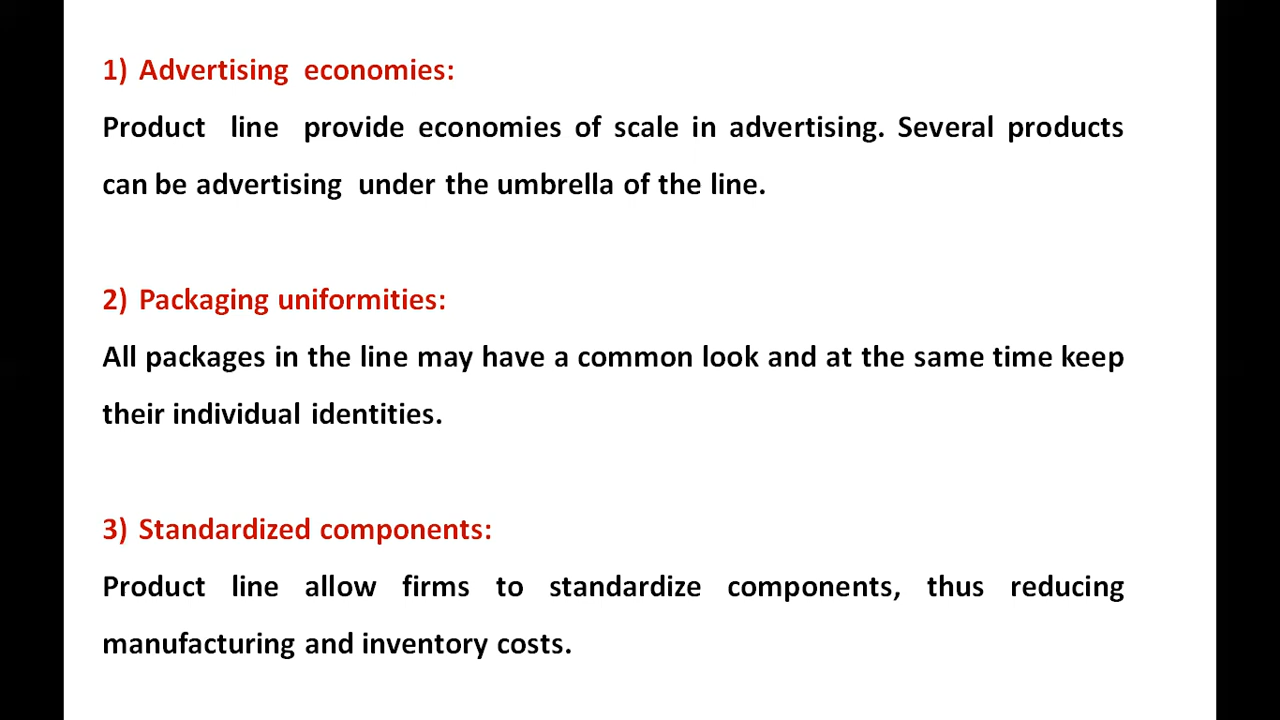 1) Advertising economies:
Product line provide economies of scale in advertising. Several products
can be advertising under the umbrella of the line.
2) Packaging uniformities:
All packages in the line may have a common look and at the same time keep
their individual identities.
3) Standardized components:
Product line allow firms to standardize components, thus reducing
manufacturing and inventory costs.